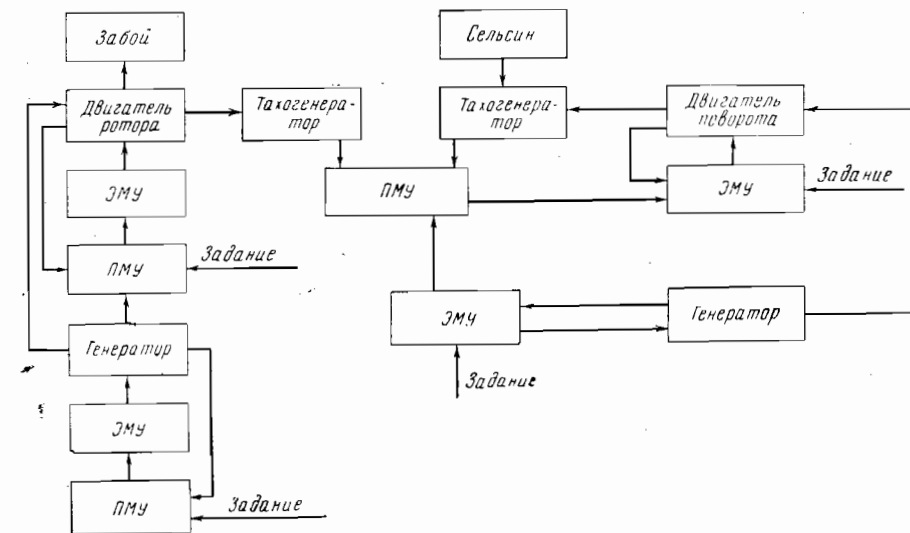 Забой
Сельсин
Двигатель
ротора
Тахогенера-
тор
Тахогенера-
тор
Двигатель
поворота
ЭМУ
ПМУ
ЭМУ
Задание
ПМУ
Задание
ЭМУ
Генератор
Генератор
Задание
ЭМУ
ПМУ
Задание